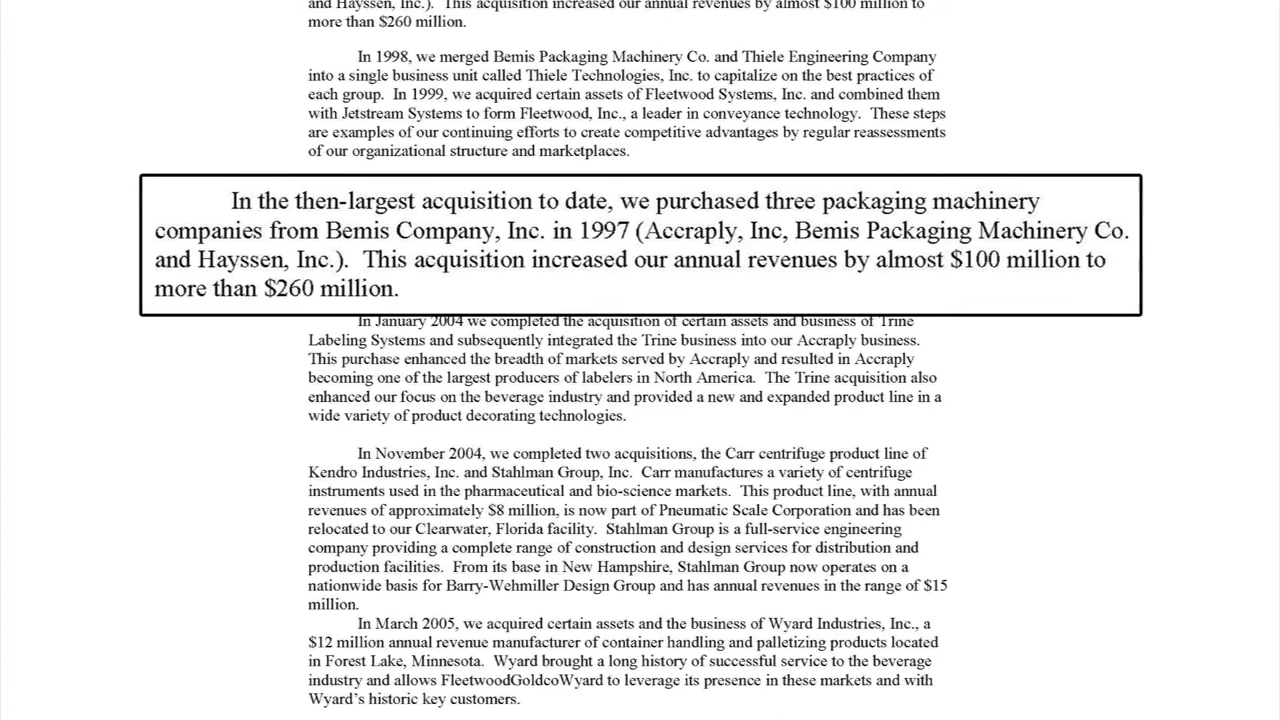 and Hayssen, Inc.). This acquisition increased our annual revenues by almost $100 million to
more than $260 million.
In 1998, we merged Bemis Packaging Machinery Co. and Thiele Engineering Company
into a single business unit called Thiele Technologies, Inc. to capitalize on the best practices of
each group. In 1999, we acquired certain assets of Fleetwood Systems, Inc. and combined them
with Jetstream Systems to form Fleetwood, Inc., a leader in conveyance technology. These steps
are examples of our continuing efforts to create competitive advantages by regular reassessments
of our organizational structure and marketplaces.
In the then-largest acquisition to date, we purchased three packaging machinery
companies from Bemis Company, Inc. in 1997 (Accraply, Inc, Bemis Packaging Machinery Co.
and Hayssen, Inc.). This acquisition increased our annual revenues by almost $100 million to
more than $260 million.
In January 2004 we completed the acquisition of certain assets and business of Trine
Labeling Systems and subsequently integrated the Trine business into our Accraply business.
This purchase enhanced the breadth of markets served by Accraply and resulted in Accraply
becoming one of the largest producers of labelers in North America. The Trine acquisition also
enhanced our focus on the beverage industry and provided a new and expanded product line in a
wide variety of product decorating technologies.
In November 2004, we completed two acquisitions, the Carr centrifuge product line of
Kendro Industries, Inc. and Stahlman Group, Inc. Carr manufactures a variety of centrifuge
instruments used in the pharmaceutical and bio-science markets. This product line, with annual
revenues of approximately $8 million, is now part of Pneumatic Scale Corporation and has been
relocated to our Clearwater, Florida facility. Stahlman Group is a full-service engineering
company providing a complete range of construction and design services for distribution and
production facilities. From its base in New Hampshire, Stahlman Group now operates on a
nationwide basis for Barry-Wehmiller Design Group and has annual revenues in the range of $15
million.
In March 2005, we acquired certain assets and the business of Wyard Industries, Inc., a
$12 million annual revenue manufacturer of container handling and palletizing products located
in Forest Lake, Minnesota. Wyard brought a long history of successful service to the beverage
industry and allows FleetwoodGoldcoWyard to leverage its presence in these markets and with
Wyard's historic key customers.